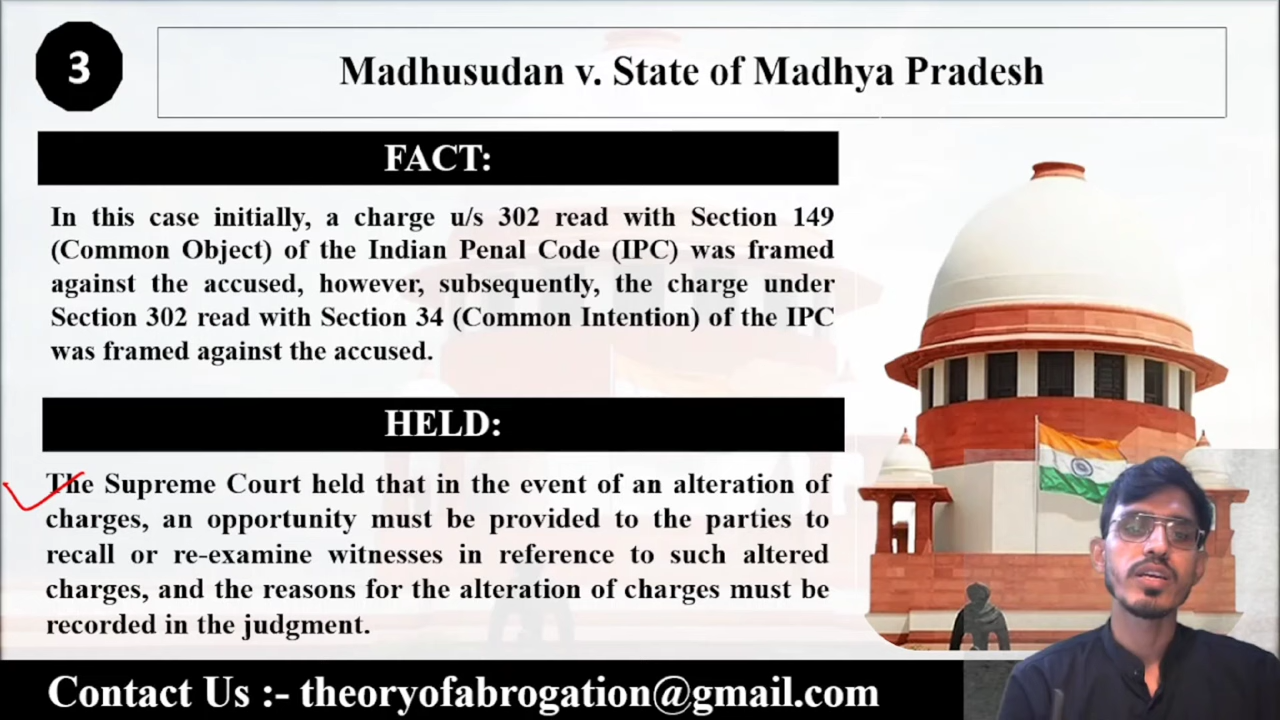 3
Madhusudan v. State of Madhya Pradesh
FACT:
In this case initially, a charge u/s 302 read with Section 149
(Common Object) of the Indian Penal Code (IPC) was framed
against the accused, however, subsequently, the charge under
Section 302 read with Section 34 (Common Intention) of the IPC
was framed against the accused.
HELD:
The Supreme Court held that in the event of an alteration of
charges, an opportunity must be provided to the parties to
recall or re-examine witnesses in reference to such altered
charges, and the reasons for the alteration of charges must be
recorded in the judgment.
Contact Us :- theoryofabrogation@gmail.com